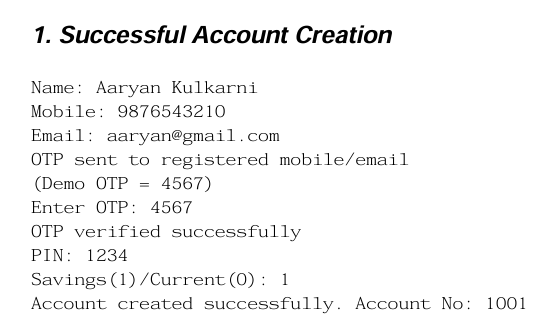 1. Successful Account Creation
Name: Aaryan Kulkarni
Mobile: 9876543210
Email: aaryan@gmail.com
OTP sent to registered mobile/email
(Demo OTP = 4567)
Enter OTP: 4567
OTP verified successfully
PIN: 1234
Savings(1)/Current(0): 1
Account created successfully. Account No: 1001